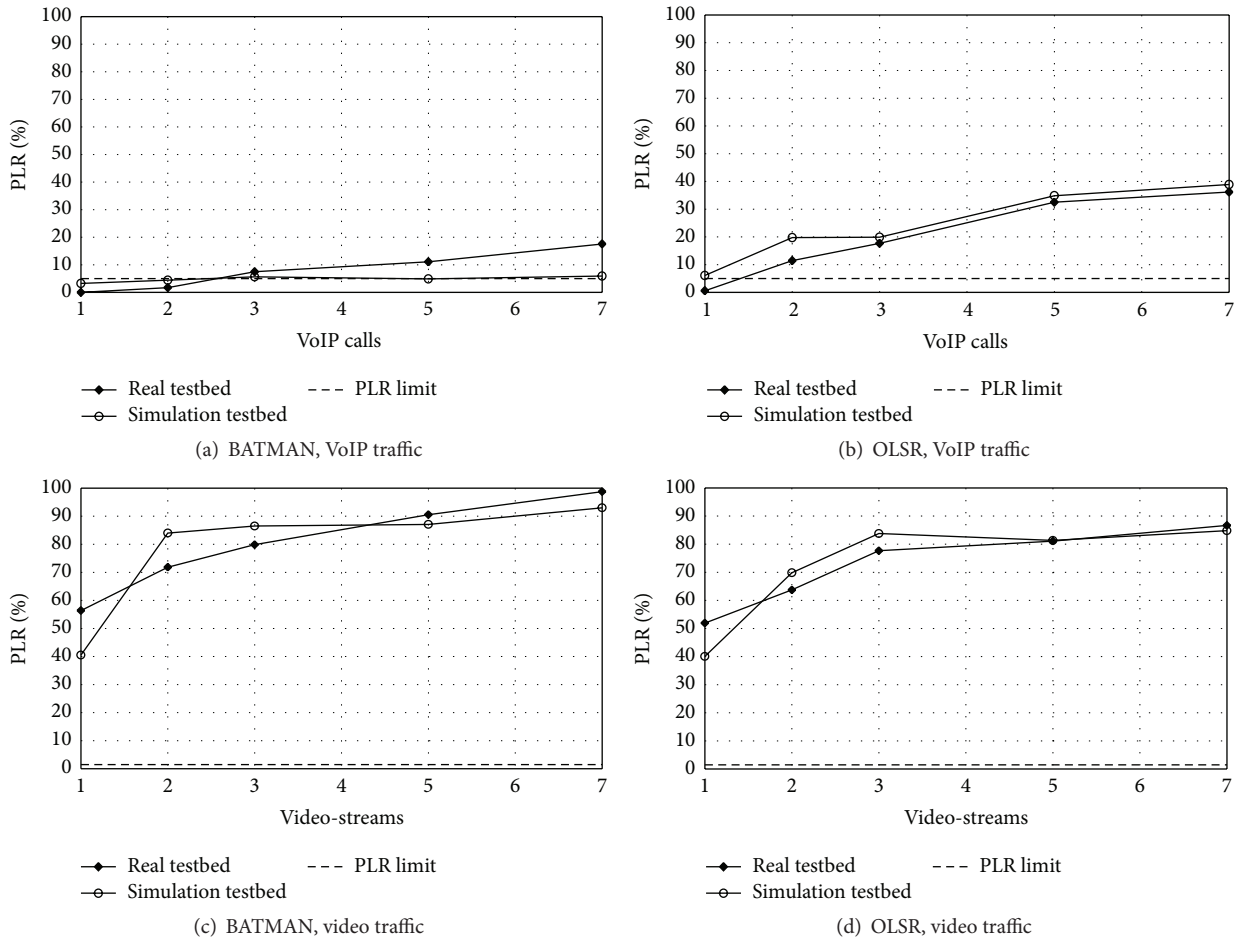 100
90
80
70
60
50
40
30
20
10
0
PLR (%)
1 2 3 4 5 7
VoIP calls
Real testbed
PLR limit
Simulation testbed
(a) BATMAN, VoIP traffic
100
90
80
70
60
50
40
30
20
10
0
PLR (%)
1 2 3 4 5 7
VoIP calls
Real testbed
PLR limit
Simulation testbed
(b) OLSR, VoIP traffic
100
90
80
70
60
50
40
30
20
10
0
PLR (%)
1 2 3 4 5 7
Video-streams
Real testbed
PLR limit
Simulation testbed
(c) BATMAN, video traffic
100
90
80
70
60
50
40
30
20
10
0
PLR (%)
1 2 3 4 5 7
Video-streams
Real testbed
PLR limit
Simulation testbed
(d) OLSR, video traffic